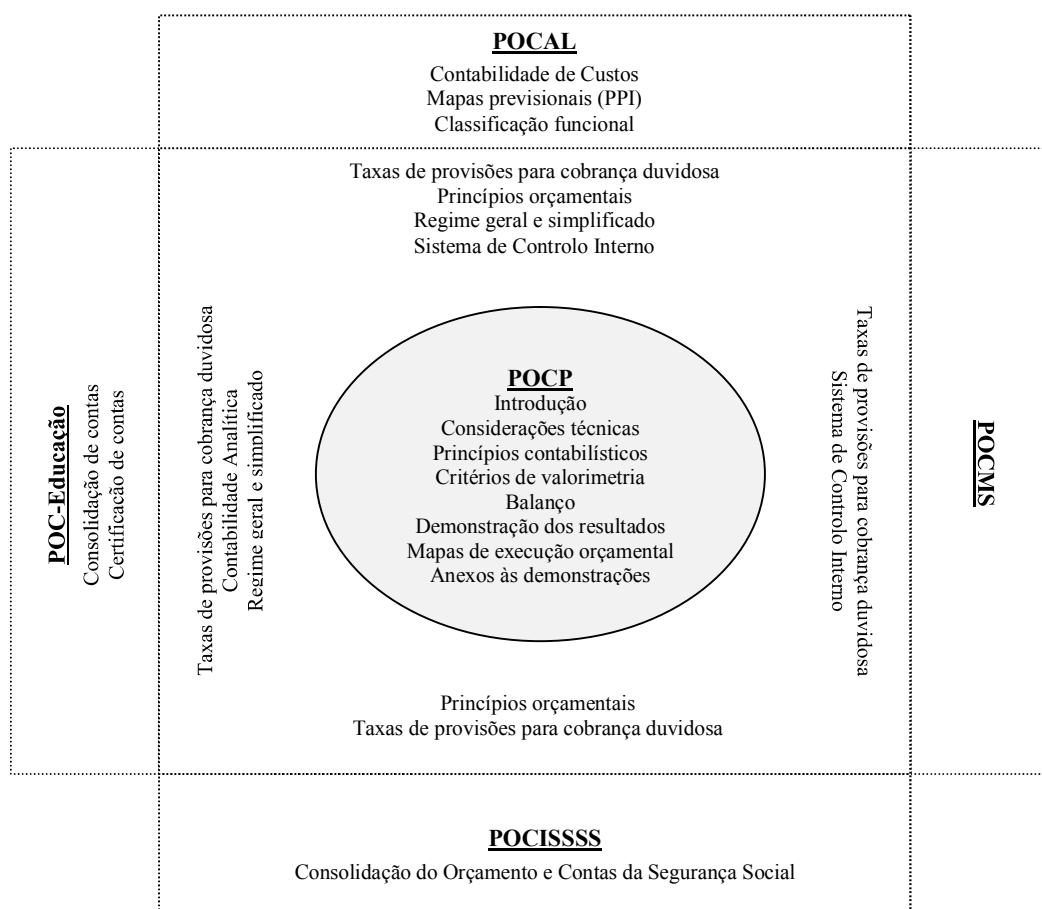 POCAL
Contabilidade de Custos
Mapas previsionais (PPI)
Classificação funcional
Taxas de provisões para cobrança duvidosa
Princípios orçamentais
Regime geral e simplificado
Sistema de Controlo Interno
POC-Educação
Consolidação de contas
Certificação de contas
Taxas de provisões para cobrança duvidosa
Contabilidade Analítica
Regime geral e simplificado
POCP
Introdução
Considerações técnicas
Princípios contabilísticos
Critérios de valorimetria
Balanço
Demonstração dos resultados
Mapas de execução orçamental
Anexos às demonstrações
Taxas de provisões para cobrança duvidosa
Sistema de Controlo Interno
POCMS
Princípios orçamentais
Taxas de provisões para cobrança duvidosa
POCISSSS
Consolidação do Orçamento e Contas da Segurança Social